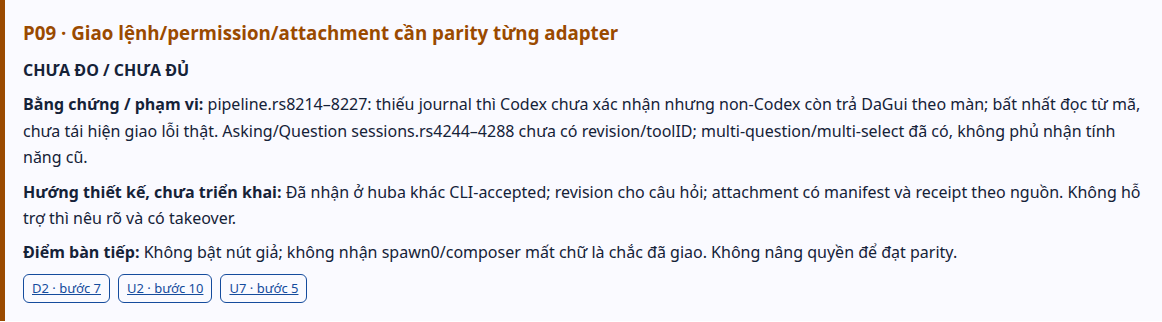 P09 · Giao lệnh/permission/attachment cần parity từng adapter
CHƯA ĐO / CHƯA ĐỦ
Bằng chứng / phạm vi: pipeline.rs8214–8227: thiếu journal thì Codex chưa xác nhận nhưng non-Codex còn trả DaGui theo màn; bất nhất đọc từ mã,
chưa tái hiện giao lỗi thật. Asking/Question sessions.rs4244–4288 chưa có revision/toolID; multi-question/multi-select đã có, không phủ nhận tính
năng cũ.
Hướng thiết kế, chưa triển khai: Đã nhận ở huba khác CLI-accepted; revision cho câu hỏi; attachment có manifest và receipt theo nguồn. Không hỗ
trợ thì nêu rõ và có takeover.
Điểm bàn tiếp: Không bật nút giả; không nhận spawn0/composer mất chữ là chắc đã giao. Không nâng quyền để đạt parity.
D2 · bước 7 U2 · bước 10 U7 · bước 5